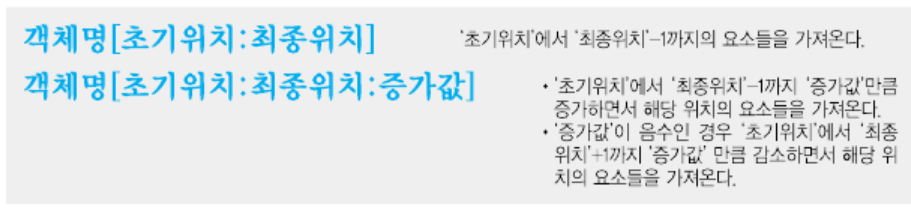 객체명[초기위치:최종위치]
'초기위치'에서 '최종위치'-1까지의 요소들을 가져온다.
객체명[초기위치:최종위치:증가값]
• '초기위치'에서 '최종위치'-1까지 '증가값'만큼
증가하면서 해당 위치의 요소들을 가져온다.
• '증가값'이 음수인 경우 '초기위치'에서 '최종
위치'+1까지 '증가값' 만큼 감소하면서 해당 위
치의 요소들을 가져온다.